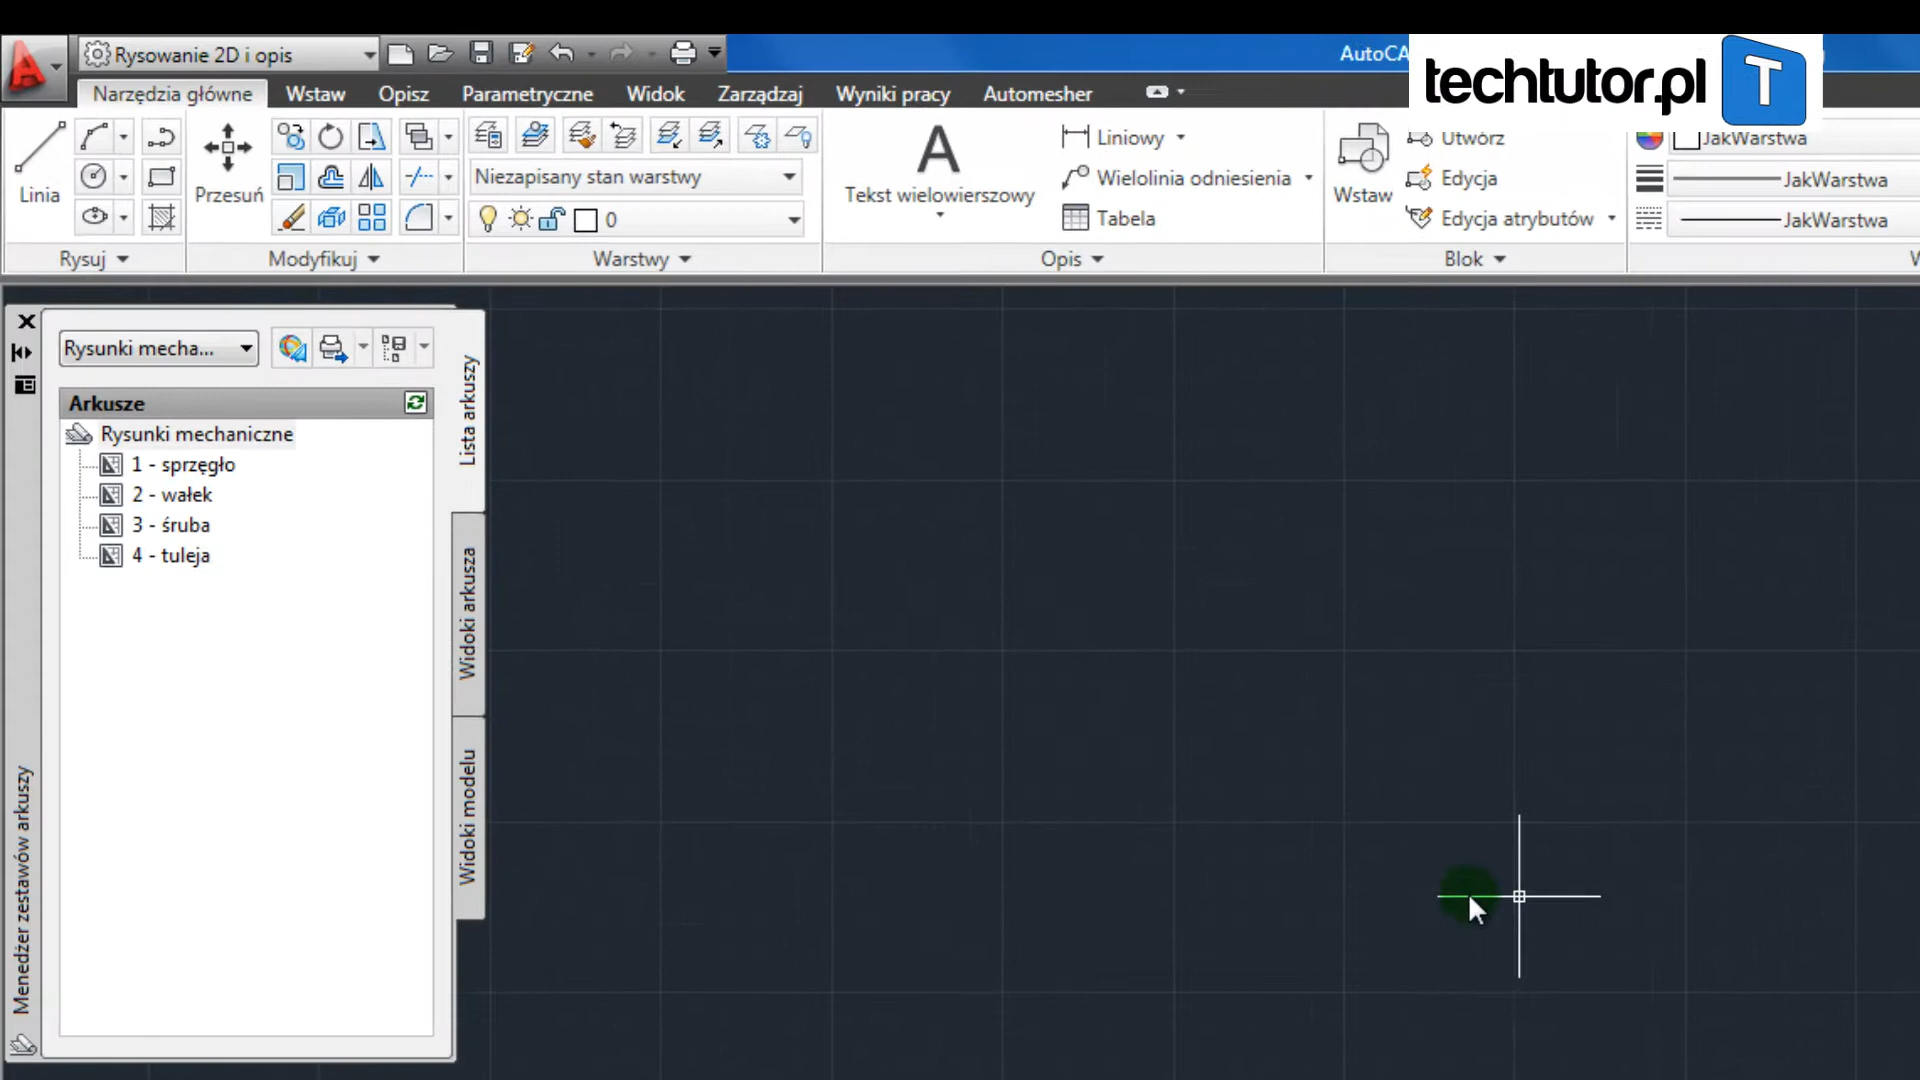 Rysowanie 2D i opis
AutoCA
techtutor.pl T
Narzędzia główne Wstaw Opisz Parametryczne Widok Zarządzaj Wyniki pracy Automesher
Linia
Przesuń
Niezapisany stan warstwy
0
A
Tekst wielowierszowy
Liniowy
Wielolinia odniesienia
Tabela
Wstaw
Utwórz
Edycja
Edycja atrybutów
JakWarstwa
JakWarstwa
JakWarstwa
Rysuj Modyfikuj Warstwy Opis Blok
Rysunki mecha...
Arkusze
Rysunki mechaniczne
1 - sprzęgło
2 - wałek
3 - śruba
4 - tuleja
Lista arkuszy
Widoki arkusza
Widoki modelu
Menedżer zestawów arkuszy